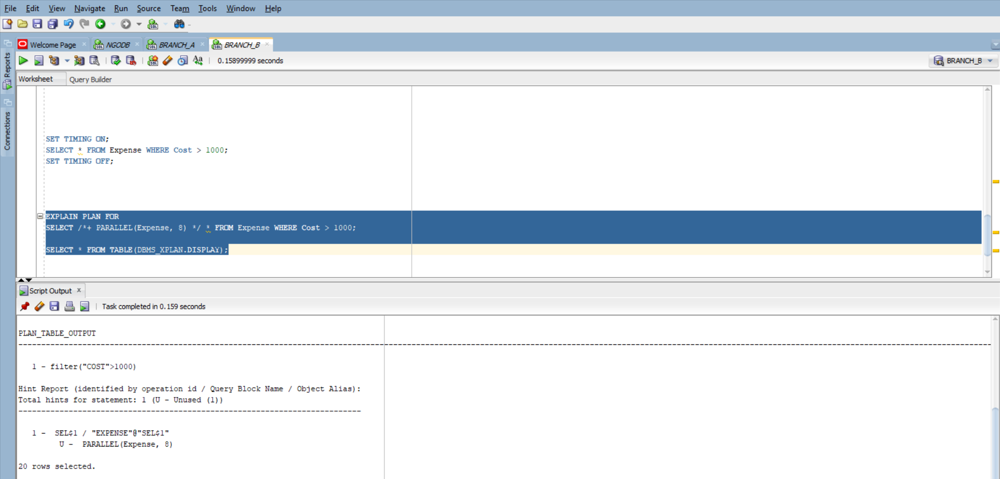 File Edit View Navigate Run Source Team Tools Window Help
Welcome Page NGODB BRANCH_A BRANCH_B
0.15899999 seconds
BRANCH_B
Reports
Connections
Worksheet Query Builder
SET TIMING ON;
SELECT * FROM Expense WHERE Cost > 1000;
SET TIMING OFF;
EXPLAIN PLAN FOR
SELECT /*+ PARALLEL(Expense, 8) */ * FROM Expense WHERE Cost > 1000;
SELECT * FROM TABLE(DBMS_XPLAN.DISPLAY);
Script Output
Task completed in 0.159 seconds
PLAN_TABLE_OUTPUT
1 - filter("COST">1000)
Hint Report (identified by operation id / Query Block Name / Object Alias):
Total hints for statement: 1 (U - Unused (1))
1 - SEL$1 / "EXPENSE"@"SEL$1"
U - PARALLEL(Expense, 8)
20 rows selected.